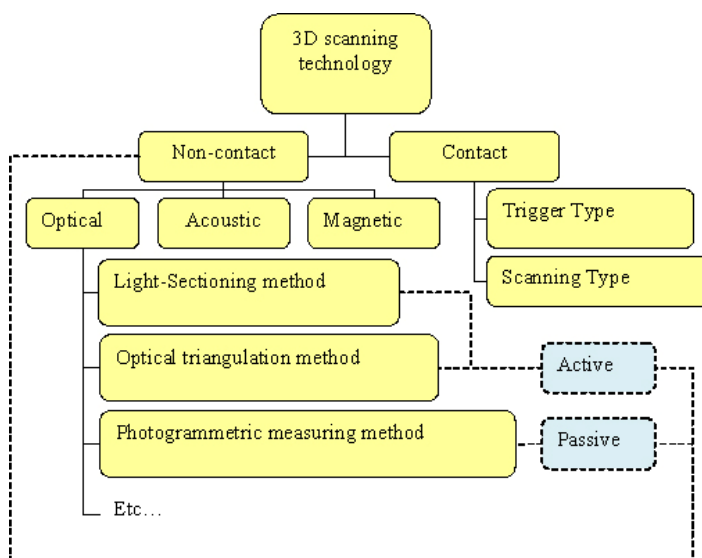 3D scanning
technology
Non-contact
Contact
Optical
Acoustic
Magnetic
Trigger Type
Scanning Type
Light-Sectioning method
Optical triangulation method
Active
Photogrammetric measuring method
Passive
Etc…